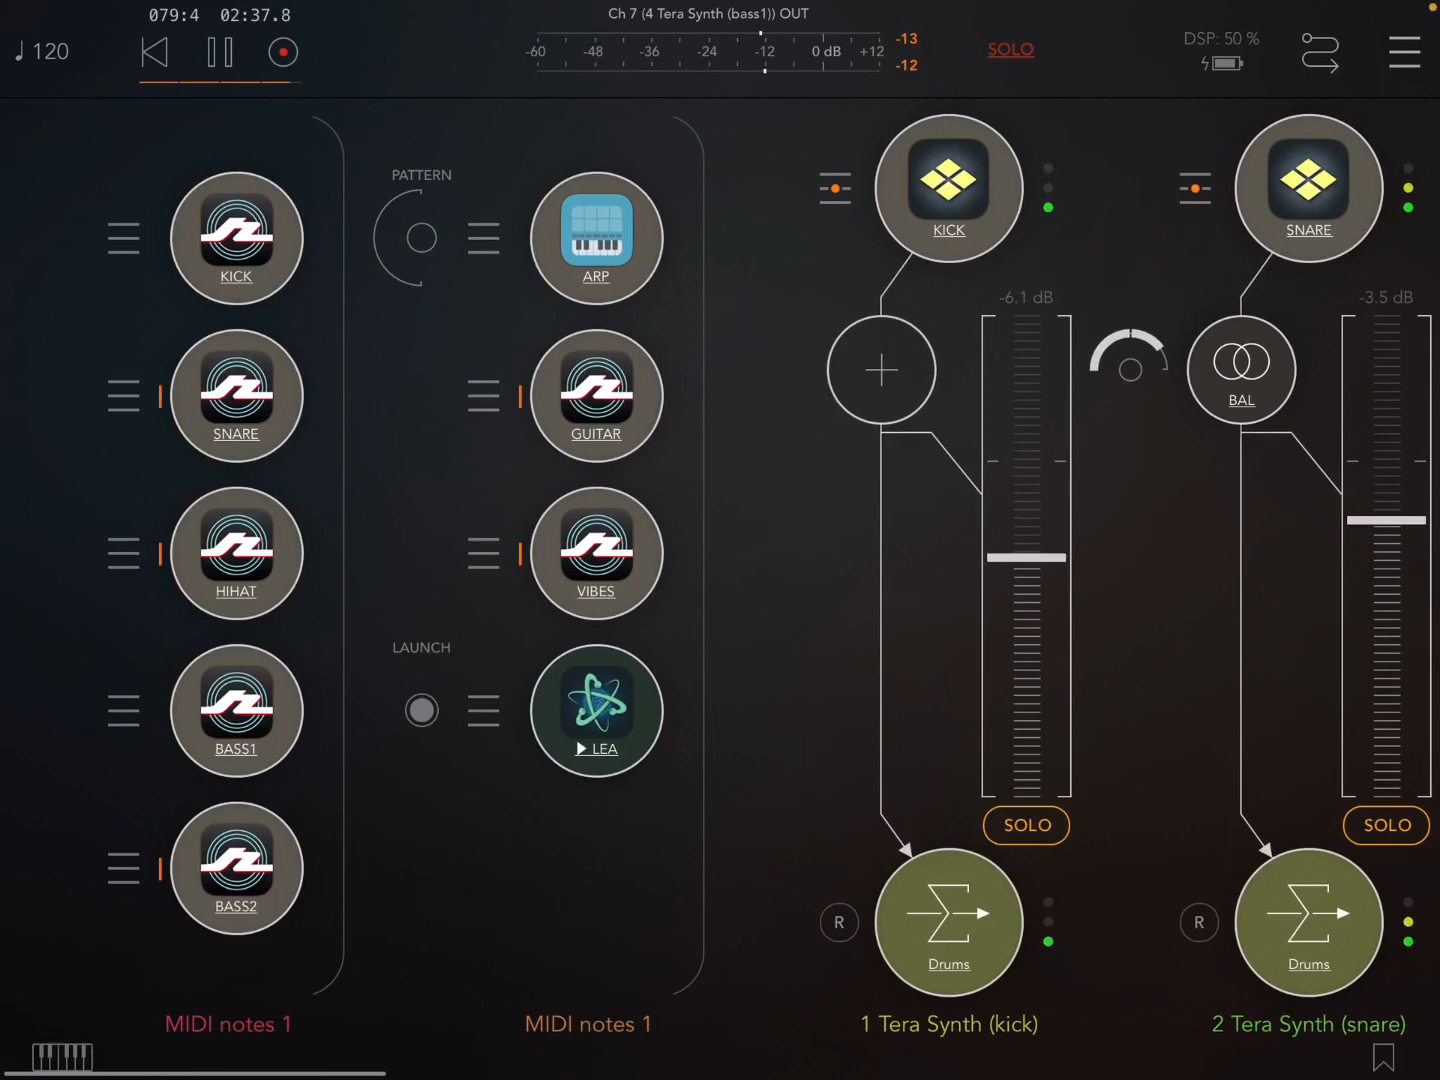 079:4 02:37.8
Ch 7 (4 Tera Synth (bass1)) OUT
120
-60 -48 -36 -24 -12 0 dB +12
-13
-12
SOLO
DSP: 50 %
PATTERN
KICK
ARP
KICK
SNARE
-6.1 dB
-3.5 dB
SNARE
GUITAR
BAL
HIHAT
VIBES
LAUNCH
BASS1
LEA
SOLO
SOLO
BASS2
R
Drums
R
Drums
MIDI notes 1
MIDI notes 1
1 Tera Synth (kick)
2 Tera Synth (snare)